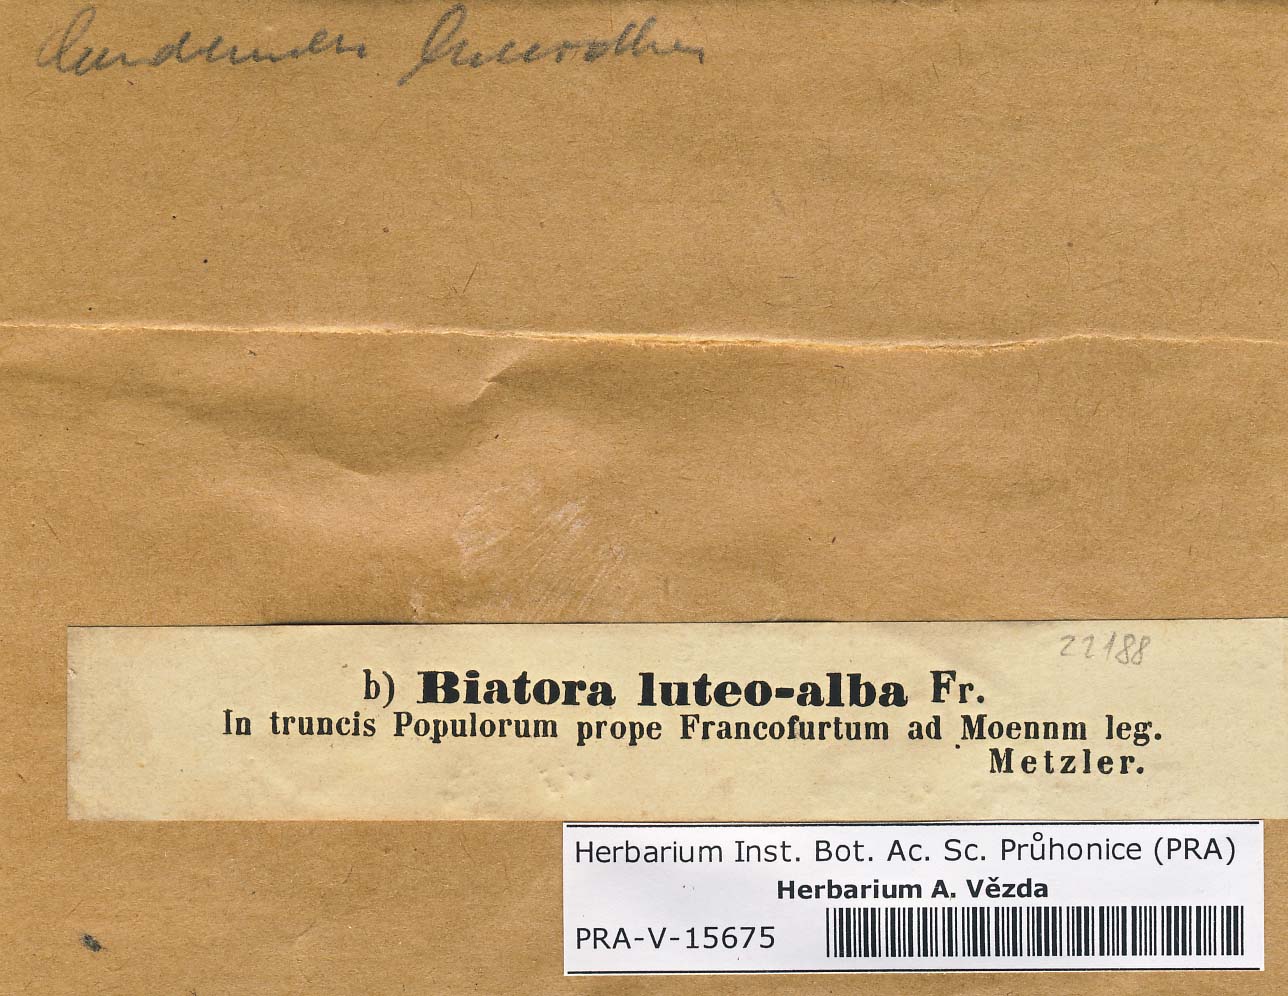 22188
b) Biatora luteo-alba Fr.
In truncis Populorum prope Francofurtum ad Moennm leg.
Metzler.
Herbarium Inst. Bot. Ac. Sc. Průhonice (PRA)
Herbarium A. Vězda
PRA-V-15675